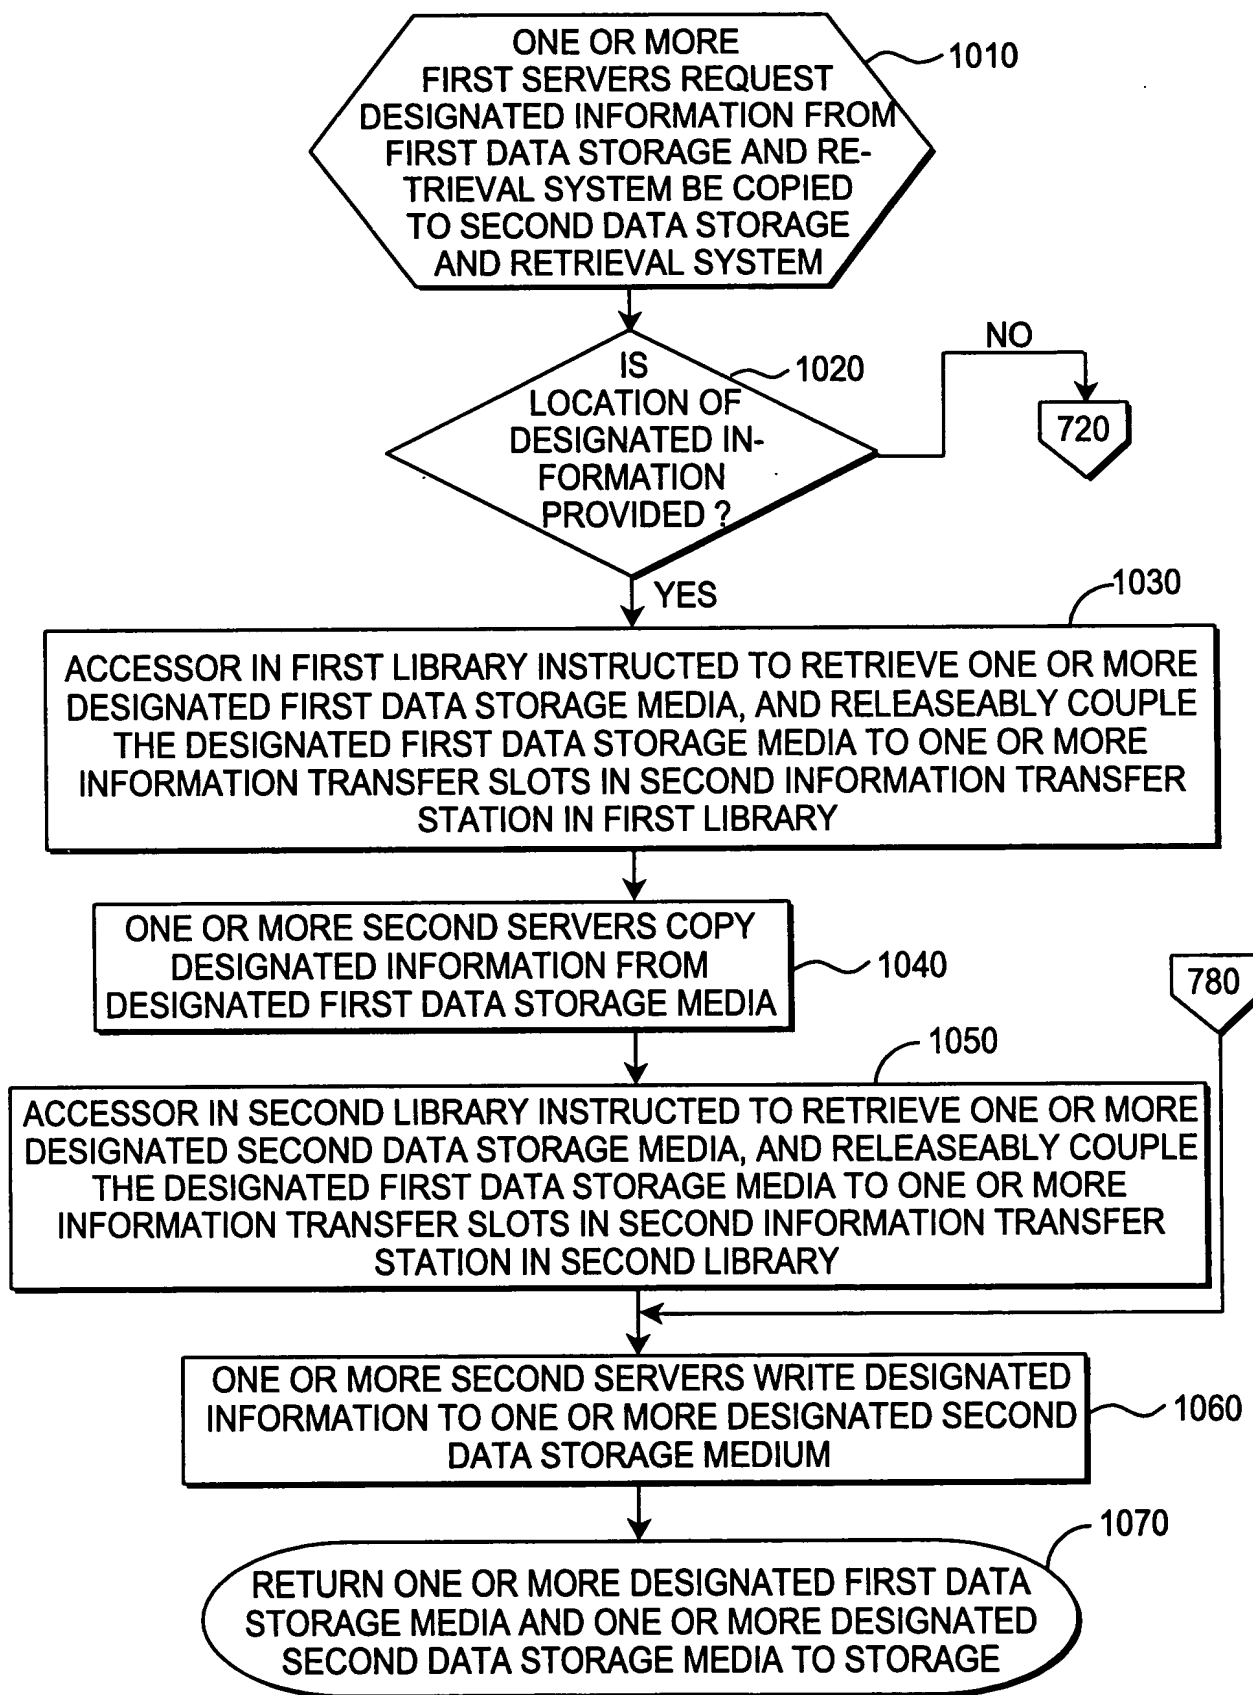 ONE OR MORE
FIRST SERVERS REQUEST
DESIGNATED INFORMATION FROM
FIRST DATA STORAGE AND RE-
TRIEVAL SYSTEM BE COPIED
TO SECOND DATA STORAGE
AND RETRIEVAL SYSTEM
1010
IS
LOCATION OF
DESIGNATED IN-
FORMATION
PROVIDED ?
1020
NO
720
YES
1030
ACCESSOR IN FIRST LIBRARY INSTRUCTED TO RETRIEVE ONE OR MORE
DESIGNATED FIRST DATA STORAGE MEDIA, AND RELEASEABLY COUPLE
THE DESIGNATED FIRST DATA STORAGE MEDIA TO ONE OR MORE
INFORMATION TRANSFER SLOTS IN SECOND INFORMATION TRANSFER
STATION IN FIRST LIBRARY
ONE OR MORE SECOND SERVERS COPY
DESIGNATED INFORMATION FROM
DESIGNATED FIRST DATA STORAGE MEDIA
1040
780
1050
ACCESSOR IN SECOND LIBRARY INSTRUCTED TO RETRIEVE ONE OR MORE
DESIGNATED SECOND DATA STORAGE MEDIA, AND RELEASEABLY COUPLE
THE DESIGNATED FIRST DATA STORAGE MEDIA TO ONE OR MORE
INFORMATION TRANSFER SLOTS IN SECOND INFORMATION TRANSFER
STATION IN SECOND LIBRARY
ONE OR MORE SECOND SERVERS WRITE DESIGNATED
INFORMATION TO ONE OR MORE DESIGNATED SECOND
DATA STORAGE MEDIUM
1060
1070
RETURN ONE OR MORE DESIGNATED FIRST DATA
STORAGE MEDIA AND ONE OR MORE DESIGNATED
SECOND DATA STORAGE MEDIA TO STORAGE